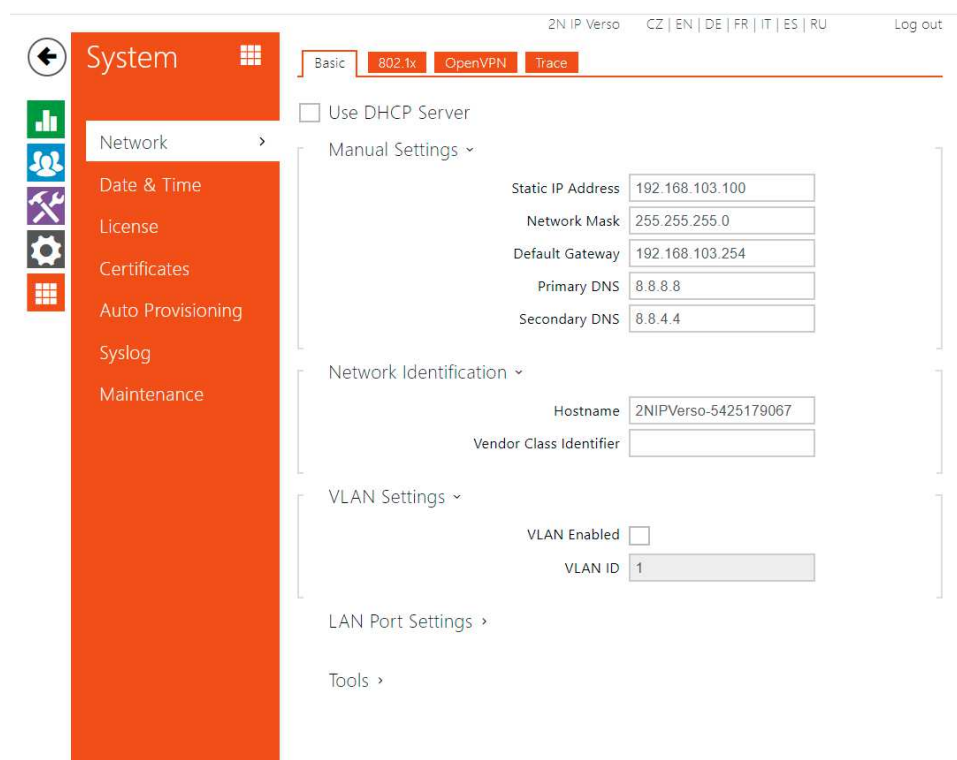 2N IP Verso CZ | EN | DE | FR | IT | ES | RU Log out
System
Basic 802.1x OpenVPN Trace
Use DHCP Server
Network
Manual Settings
Date & Time
Static IP Address 192.168.103.100
License
Network Mask 255.255.255.0
Certificates
Default Gateway 192.168.103.254
Auto Provisioning
Primary DNS 8.8.8.8
Syslog
Secondary DNS 8.8.4.4
Maintenance
Network Identification
Hostname 2NIPVerso-5425179067
Vendor Class Identifier
VLAN Settings
VLAN Enabled
VLAN ID 1
LAN Port Settings
Tools